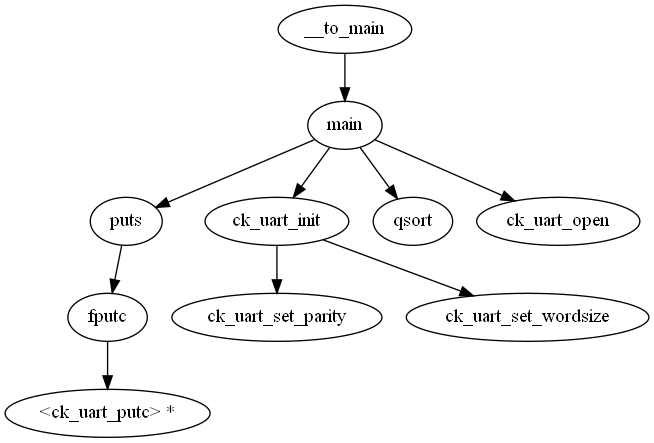 __to_main
main
puts
ck_uart_init
qsort
ck_uart_open
fputc
ck_uart_set_parity
ck_uart_set_wordsize
<ck_uart_putc> *